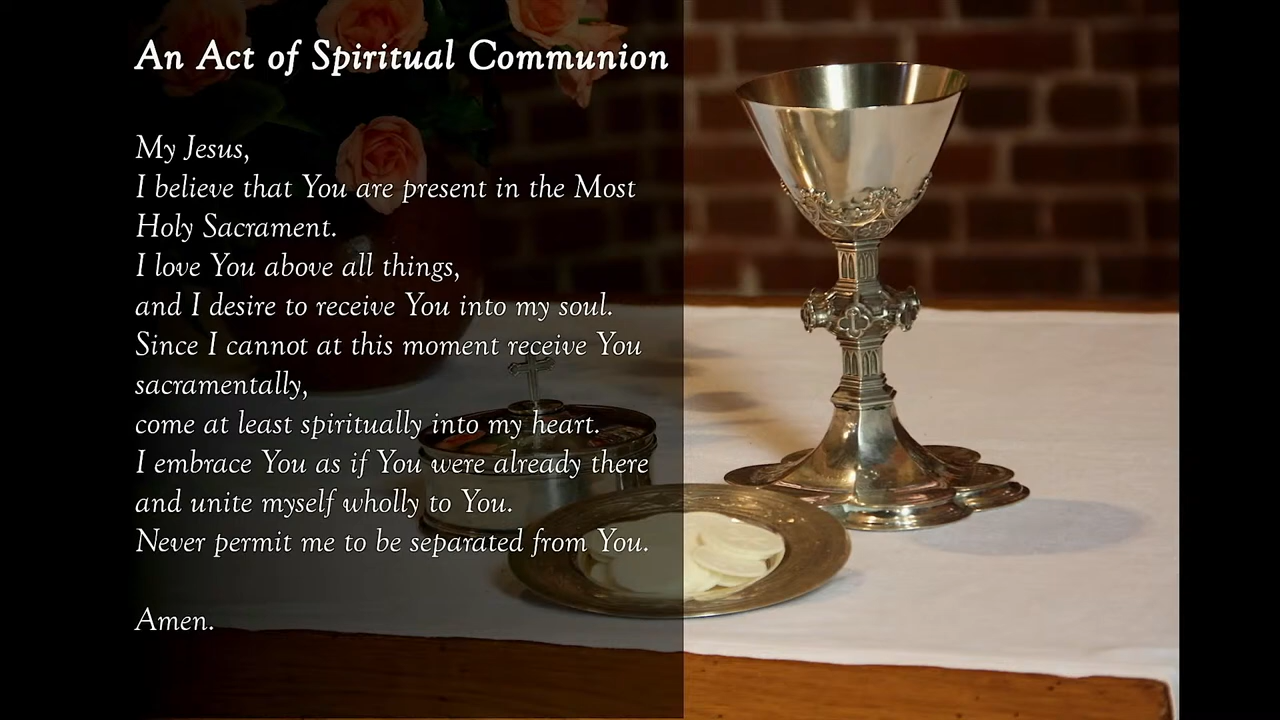 An Act of Spiritual Communion
My Jesus,
I believe that You are present in the Most
Holy Sacrament.
I love You above all things,
and I desire to receive You into my soul.
Since I cannot at this moment receive You
sacramentally,
come at least spiritually into my heart.
I embrace You as if You were already there
and unite myself wholly to You.
Never permit me to be separated from You.
Amen.